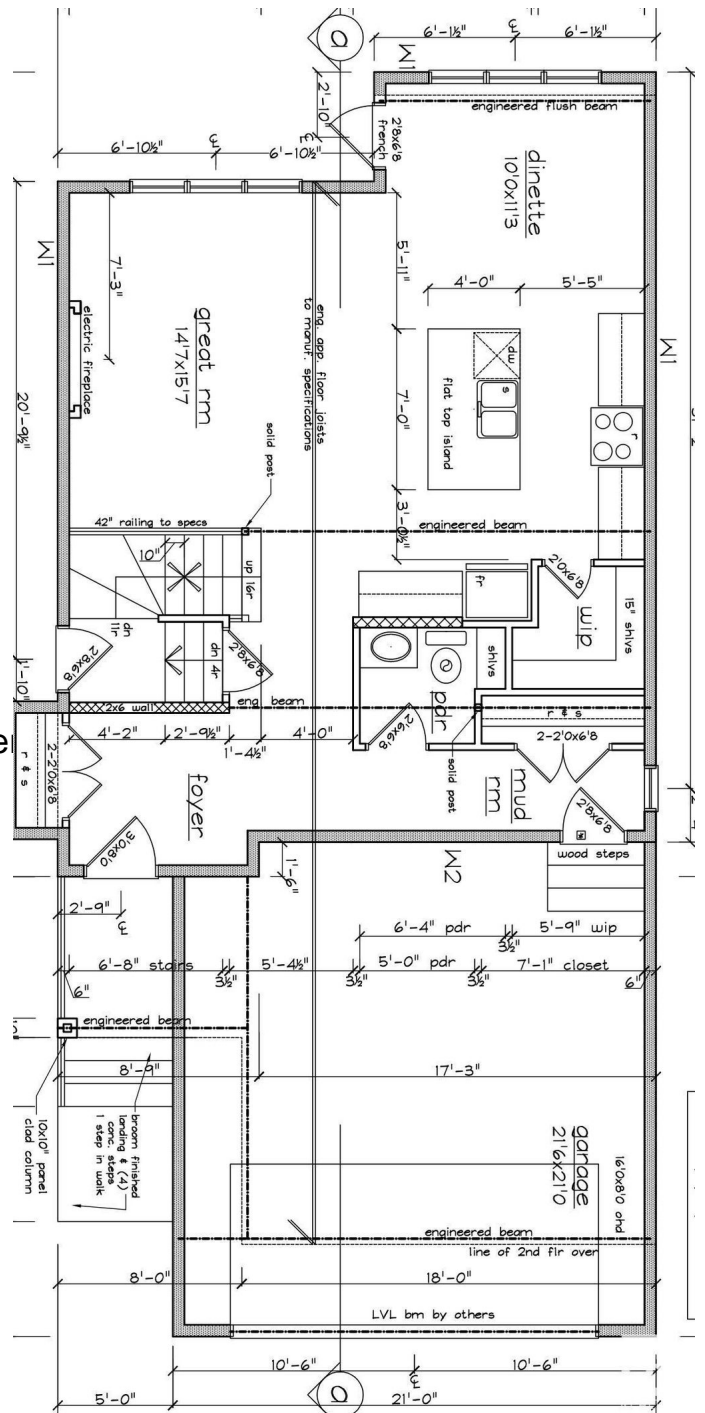 6'-1½"
6'-1½"
a
W1
2'-10"
engineered flush beam
2'8x6'8
french
6'-10½"
6'-10½"
dinette
10'0x11'3
W1
7'-3"
5'-11"
4'-0"
5'-5"
W1
great rm
14'7x15'7
electric fireplace
eng. app. floor joists
to manuf. specifications
dw
s
flat top island
7'-0"
r
20'-9½"
solid post
42" railing to specs
engineered beam
3'-0½"
10"
up 16r
fr
2'0x6'8
wip
15" shlvs
dn
11r
dn
4r
2'8x6'8
2'8x6'8
shlvs
pdr
1'-10"
2x6 wall
eng beam
r & s
2-2'0x6'8
4'-2"
2'-9½"
4'-0"
1'-4½"
2'6x6'8
solid post
mud
rm
r & s
2-2'0x6'8
foyer
2'8x6'8
3'0x8'0
1'-6"
W2
wood steps
2'-9"
6'-4" pdr
5'-9" wip
3½"
6'-8" stairs
5'-4½"
5'-0" pdr
7'-1" closet
6"
3½"
3½"
3½"
6"
engineered beam
8'-9"
17'-3"
10x10" panel
clad column
broom finished
landing & (4)
conc. steps
1 step in walk
garage
21'6x21'0
16'0x8'0 ohd
engineered beam
line of 2nd flr over
8'-0"
18'-0"
LVL bm by others
10'-6"
10'-6"
a
5'-0"
21'-0"